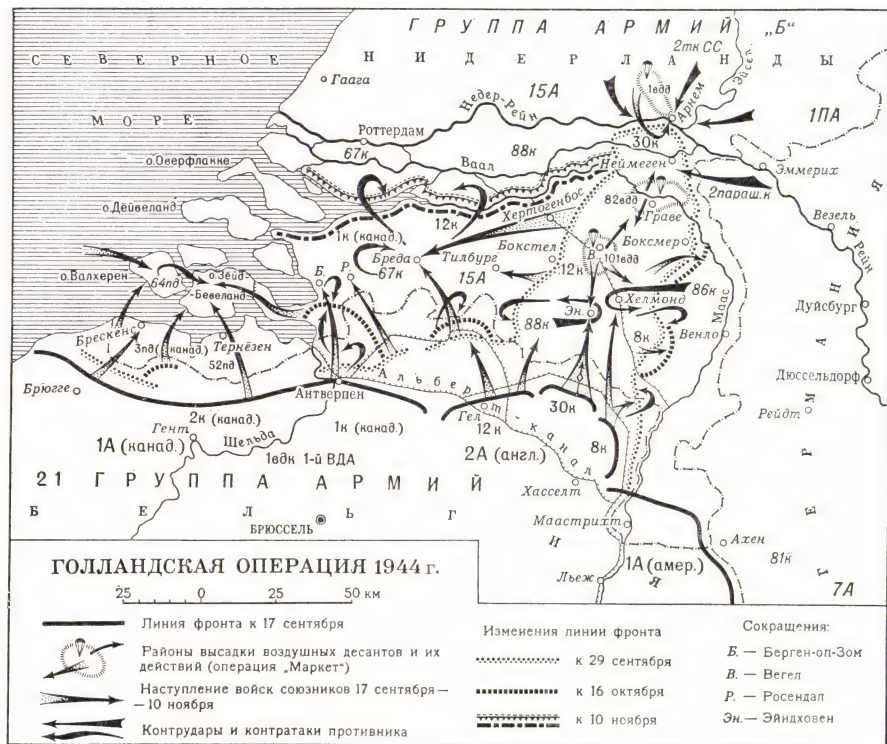 ГРУППА АРМИЙ „Б“
2тк СС
СЕВЕРНОЕ
НИДЕРЛАНДЫ
Эйсел.
Гаага
15А
1вдд
Арнем
Недер-Рейн
1ПА
МОРЕ
Роттердам
67к
88к
30к
Ваал
Неймеген
Эммерих
о.Оверфлакке
2параш.к
82вдд
Граве
о.Дёйвеланд
12к
Хертогенбос
1к (канад.)
Везель
Бокстел
Боксмер
Бреда
67к
Тилбург
В.
101вдд
12к
15А
Рейн
о.Валхерен
64пд
о.Зёйд
-Бевеланд
Б.
Р.
86к
Хелмонд
Эн.
Маас
Дуйсбург
88к
8к
Венло
Брескенс
3пд (канад.)
Тернёзен
52пд
Дюссельдорф
Брюгге
Антверпен
Альберт-канал
Рейдт
2к (канад.)
Гел
12к
30к
Гент
1к (канад.)
1А (канад.)
Шельда
2А (англ.)
8к
1вдк 1-й ВДА
21 ГРУППА АРМИЙ
Хасселт
БЕЛЬГИЯ
ГЕРМАНИЯ
БРЮССЕЛЬ
Маастрихт
Ахен
81к
1А (амер.)
Льеж
7А
ГОЛЛАНДСКАЯ ОПЕРАЦИЯ 1944 г.
25 0 25 50 км
Линия фронта к 17 сентября
Районы высадки воздушных десантов и их
действий (операция „Маркет“)
Наступление войск союзников 17 сентября—
—10 ноября
Контрудары и контратаки противника
Изменения линии фронта
к 29 сентября
к 16 октября
к 10 ноября
Сокращения:
Б. — Берген-оп-Зом
В. — Вегел
Р. — Росендал
Эн. — Эйндховен